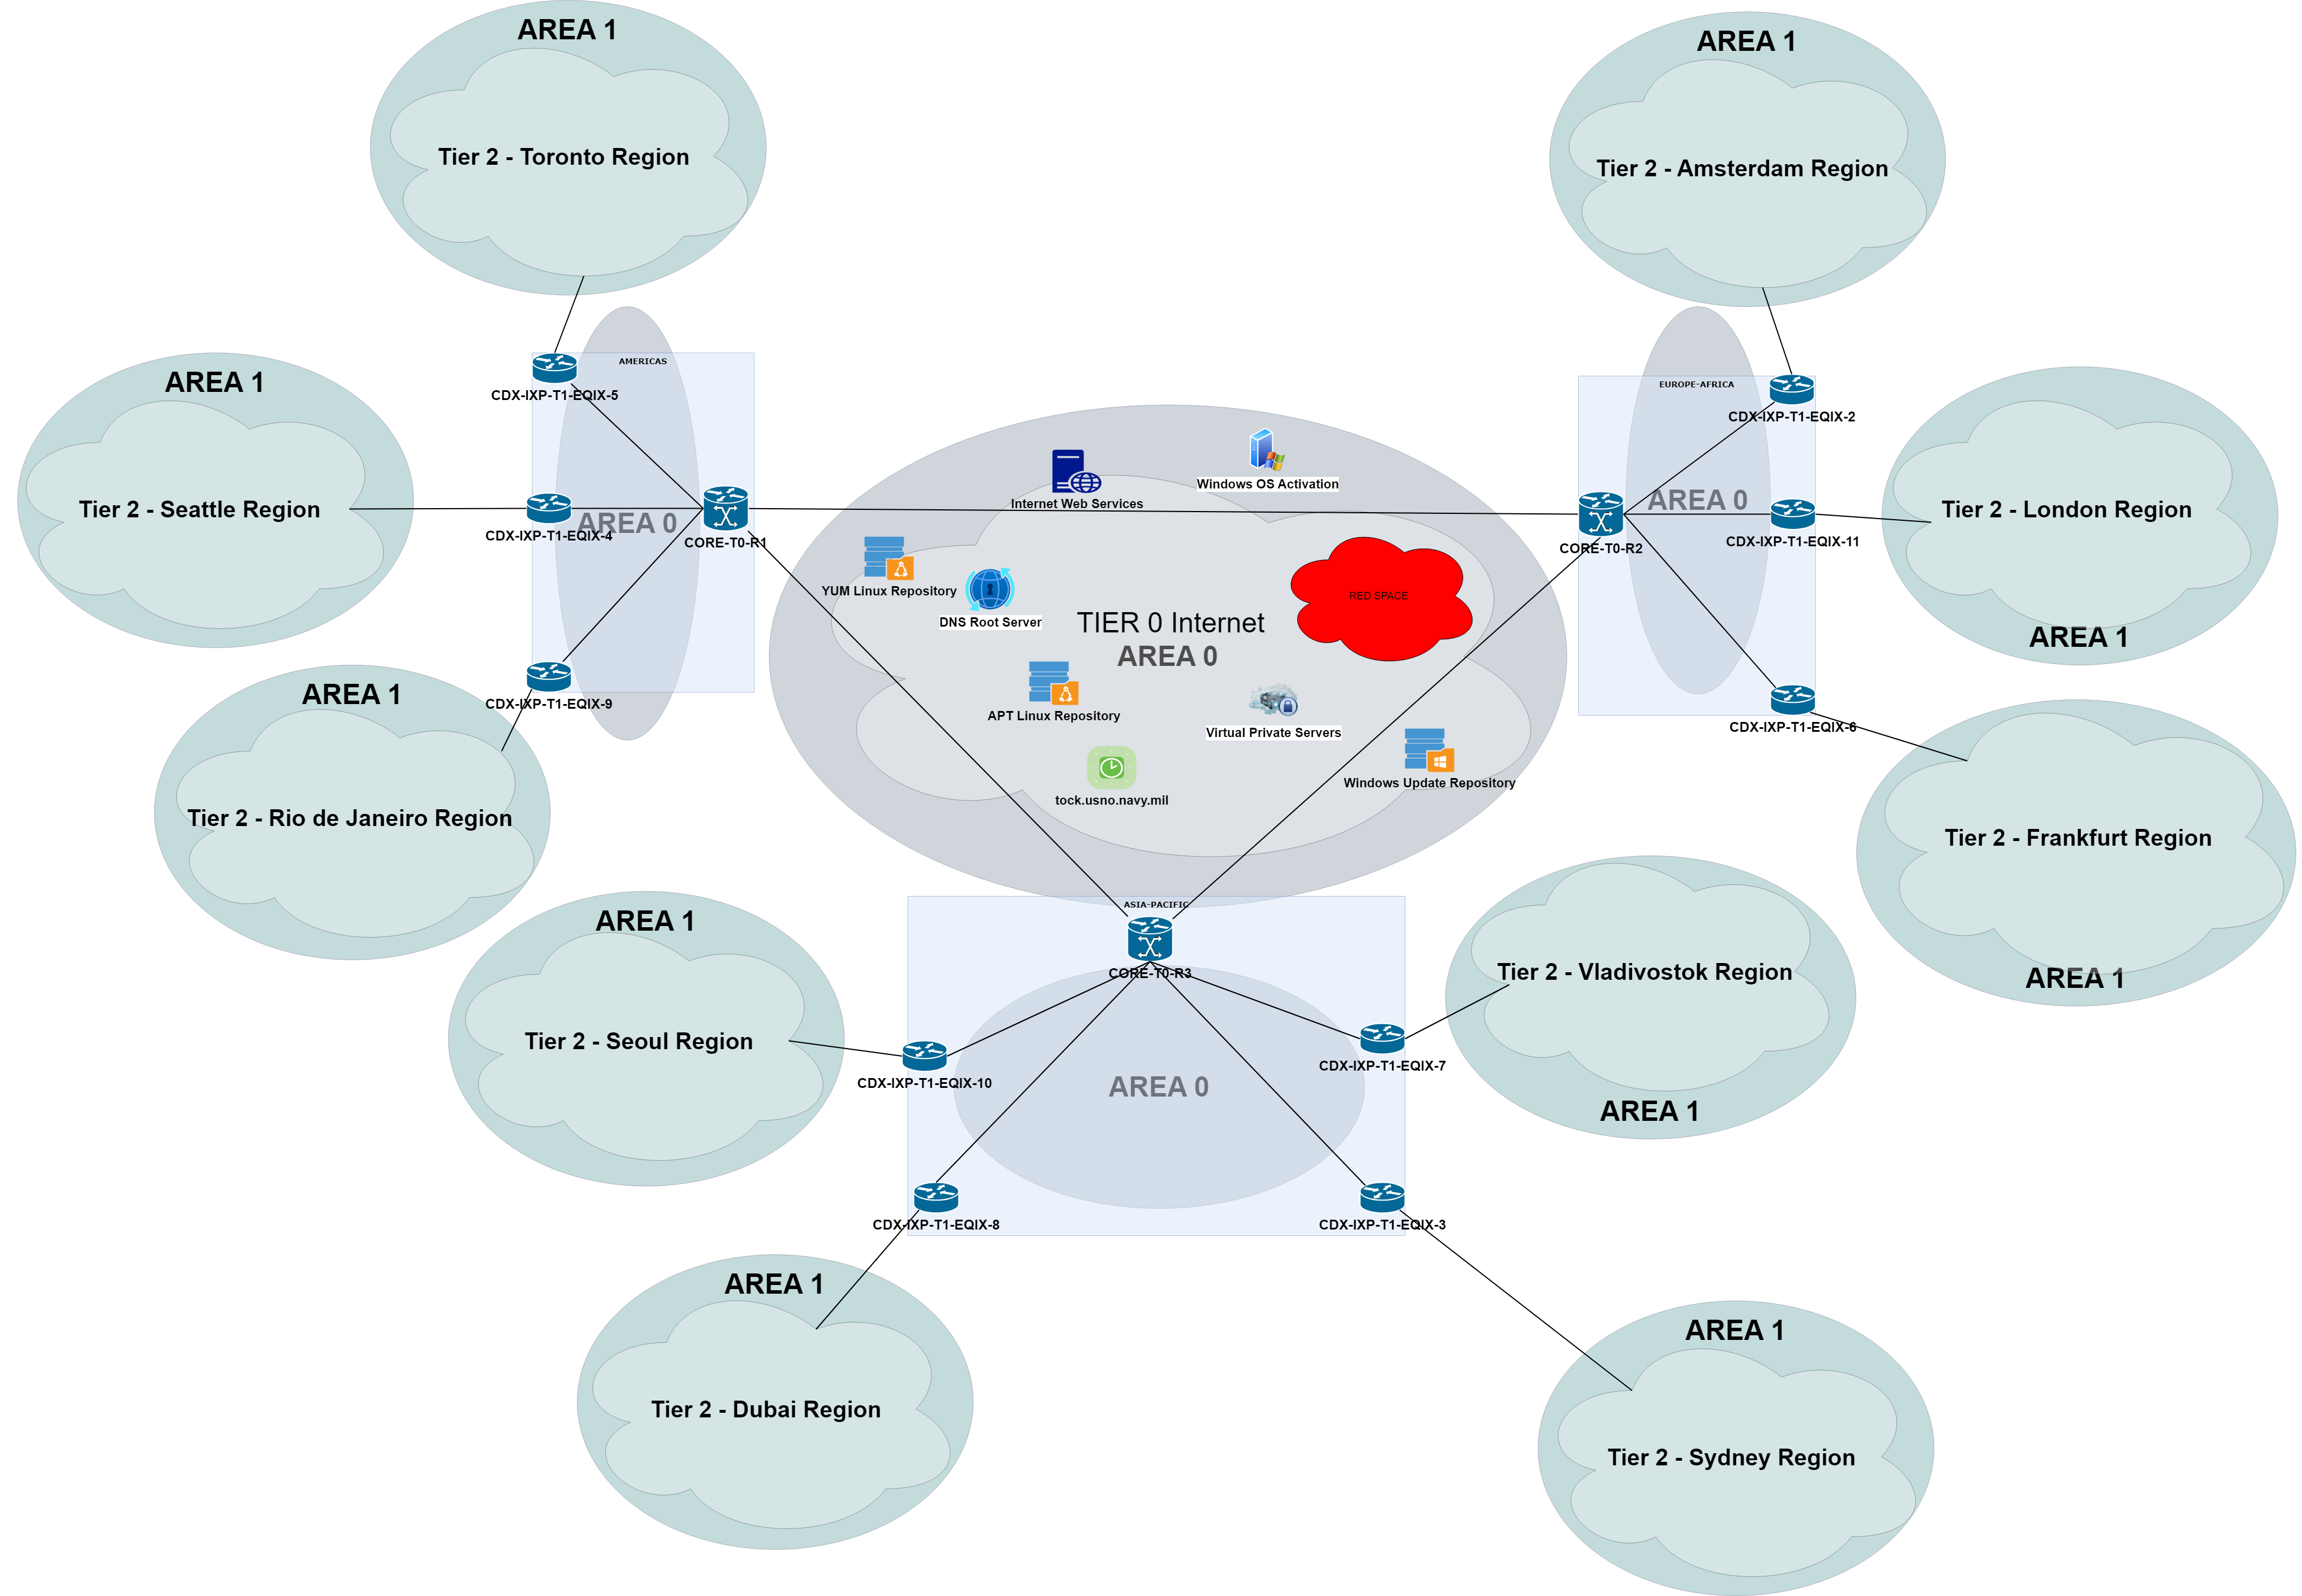 AREA 1
Tier 2 - Toronto Region
AREA 1
Tier 2 - Amsterdam Region
AMERICAS
CDX-IXP-T1-EQIX-5
AREA 1
Tier 2 - Seattle Region
CDX-IXP-T1-EQIX-4
AREA 0
CORE-T0-R1
CDX-IXP-T1-EQIX-9
AREA 1
Tier 2 - Rio de Janeiro Region
Internet Web Services
Windows OS Activation
YUM Linux Repository
DNS Root Server
TIER 0 Internet
AREA 0
RED SPACE
APT Linux Repository
Virtual Private Servers
tock.usno.navy.mil
Windows Update Repository
EUROPE-AFRICA
CDX-IXP-T1-EQIX-2
AREA 0
CORE-T0-R2
CDX-IXP-T1-EQIX-11
Tier 2 - London Region
AREA 1
CDX-IXP-T1-EQIX-6
Tier 2 - Frankfurt Region
AREA 1
ASIA-PACIFIC
CORE-T0-R3
AREA 1
Tier 2 - Seoul Region
CDX-IXP-T1-EQIX-10
AREA 0
CDX-IXP-T1-EQIX-7
Tier 2 - Vladivostok Region
AREA 1
CDX-IXP-T1-EQIX-8
CDX-IXP-T1-EQIX-3
AREA 1
Tier 2 - Dubai Region
AREA 1
Tier 2 - Sydney Region